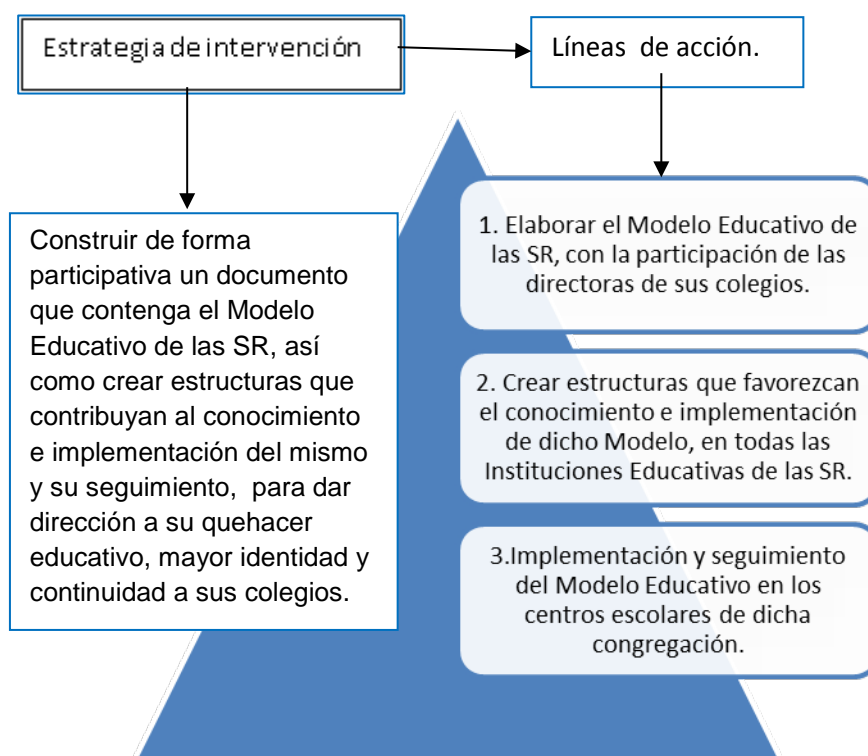 Estrategia de intervención
Líneas de acción.
Construir de forma
participativa un documento
que contenga el Modelo
Educativo de las SR, así
como crear estructuras que
contribuyan al conocimiento
e implementación del mismo
y su seguimiento, para dar
dirección a su quehacer
educativo, mayor identidad y
continuidad a sus colegios.
1. Elaborar el Modelo Educativo de
las SR, con la participación de las
directoras de sus colegios.
2. Crear estructuras que favorezcan
el conocimiento e implementación
de dicho Modelo, en todas las
Instituciones Educativas de las SR.
3.Implementación y seguimiento
del Modelo Educativo en los
centros escolares de dicha
congregación.